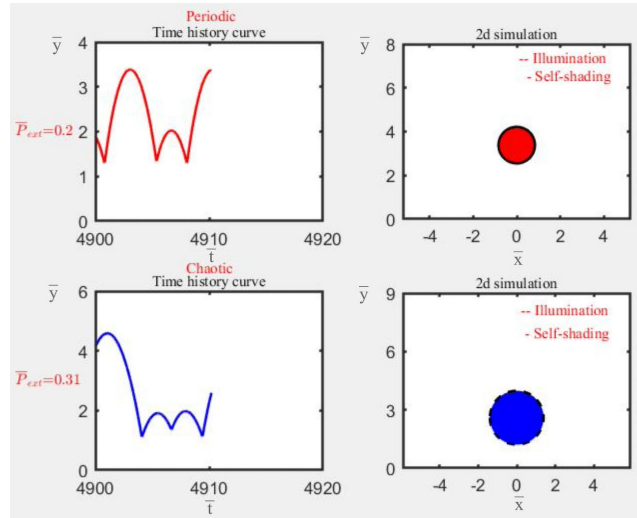 Periodic
Time history curve
y̅
4
3
2
1
0
P̅ext=0.2
4900
4910
4920
t̅
2d simulation
y̅
8
6
4
2
0
-- Illumination
- Self-shading
-4
-2
0
2
4
x̅
Chaotic
Time history curve
y̅
6
4
2
0
P̅ext=0.31
4900
4910
4920
t̅
2d simulation
y̅
9
6
3
0
-- Illumination
- Self-shading
-4
-2
0
2
4
x̅